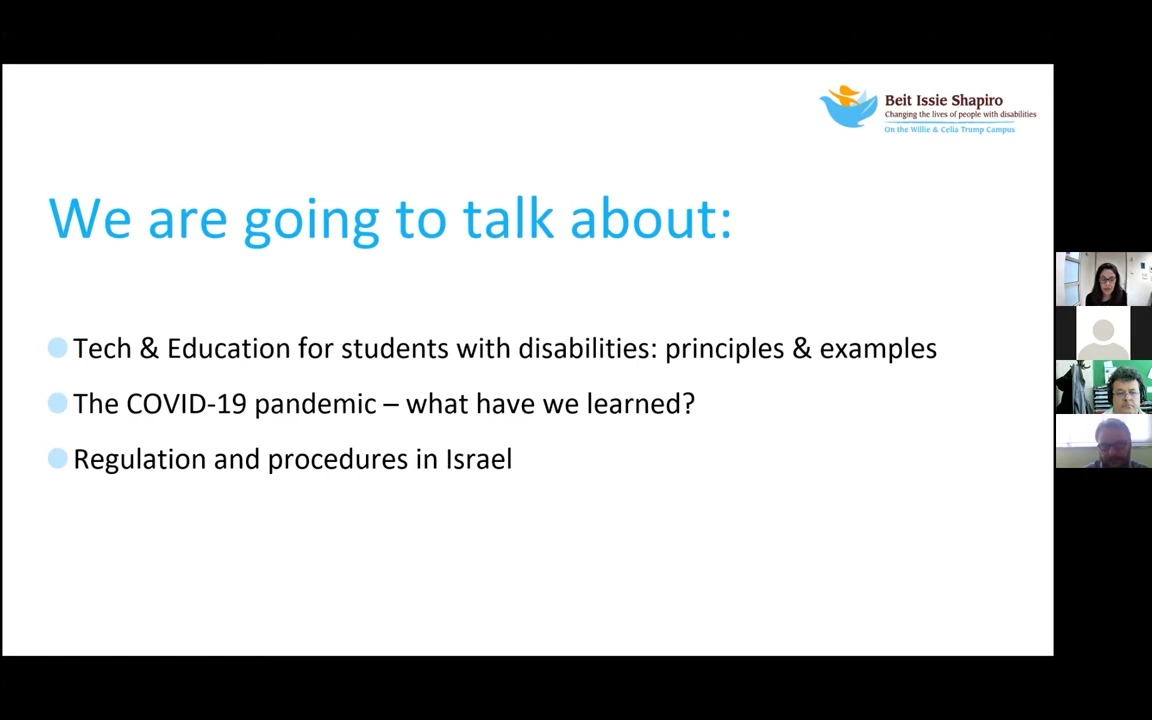 Beit Issie Shapiro
Changing the lives of people with disabilities
On the Willie & Celia Trump Campus
We are going to talk about:
Tech & Education for students with disabilities: principles & examples
The COVID-19 pandemic – what have we learned?
Regulation and procedures in Israel